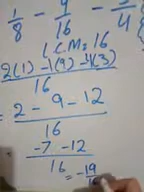 1/8 - 9/16 - 3/4
L.C.M = 16
2(1) - 1(9) - 4(3)
16
= 2 - 9 - 12
16
= -7 - 12
16 = - 19/16